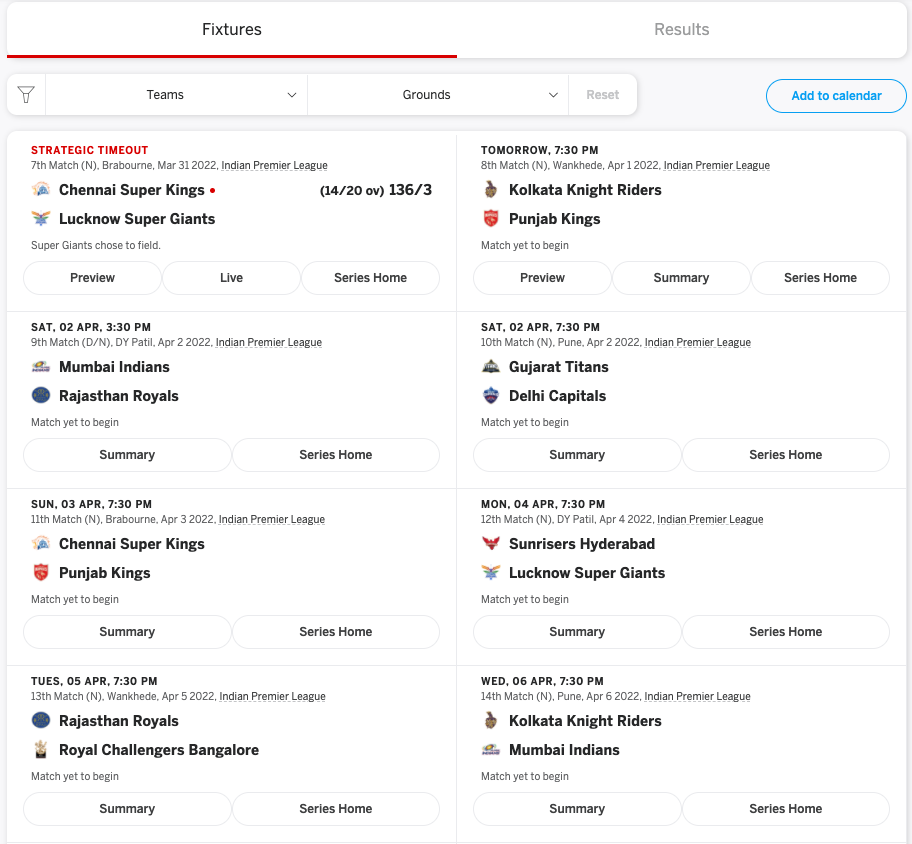 Fixtures
Results
Teams
Grounds
Reset
Add to calendar
STRATEGIC TIMEOUT
7th Match (N), Brabourne, Mar 31 2022, Indian Premier League
Chennai Super Kings (14/20 ov) 136/3
Lucknow Super Giants
Super Giants chose to field.
Preview
Live
Series Home
TOMORROW, 7:30 PM
8th Match (N), Wankhede, Apr 1 2022, Indian Premier League
Kolkata Knight Riders
Punjab Kings
Match yet to begin
Preview
Summary
Series Home
SAT, 02 APR, 3:30 PM
9th Match (D/N), DY Patil, Apr 2 2022, Indian Premier League
Mumbai Indians
Rajasthan Royals
Match yet to begin
Summary
Series Home
SAT, 02 APR, 7:30 PM
10th Match (N), Pune, Apr 2 2022, Indian Premier League
Gujarat Titans
Delhi Capitals
Match yet to begin
Summary
Series Home
SUN, 03 APR, 7:30 PM
11th Match (N), Brabourne, Apr 3 2022, Indian Premier League
Chennai Super Kings
Punjab Kings
Match yet to begin
Summary
Series Home
MON, 04 APR, 7:30 PM
12th Match (N), DY Patil, Apr 4 2022, Indian Premier League
Sunrisers Hyderabad
Lucknow Super Giants
Match yet to begin
Summary
Series Home
TUES, 05 APR, 7:30 PM
13th Match (N), Wankhede, Apr 5 2022, Indian Premier League
Rajasthan Royals
Royal Challengers Bangalore
Match yet to begin
Summary
Series Home
WED, 06 APR, 7:30 PM
14th Match (N), Pune, Apr 6 2022, Indian Premier League
Kolkata Knight Riders
Mumbai Indians
Match yet to begin
Summary
Series Home